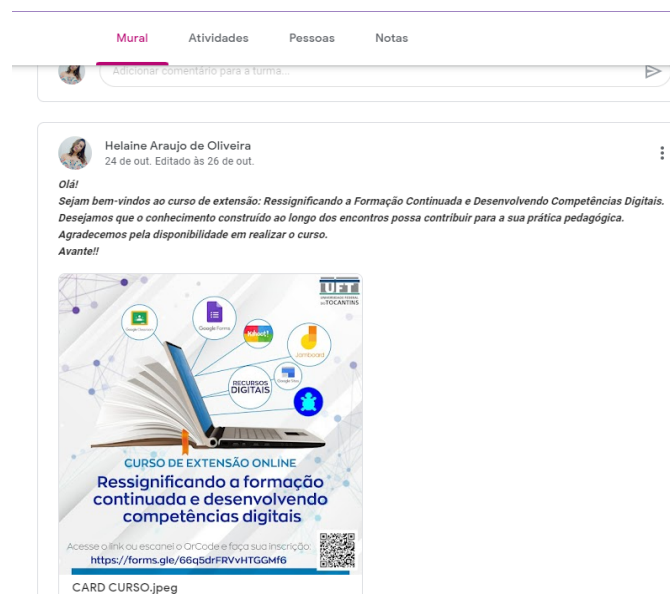 Mural Atividades Pessoas Notas
Adicionar comentário para a turma...
Helaine Araujo de Oliveira
24 de out. Editado às 26 de out.
Olá!
Sejam bem-vindos ao curso de extensão: Ressignificando a Formação Continuada e Desenvolvendo Competências Digitais.
Desejamos que o conhecimento construído ao longo dos encontros possa contribuir para a sua prática pedagógica.
Agradecemos pela disponibilidade em realizar o curso.
Avante!!
UFT
UNIVERSIDADE FEDERAL
DO TOCANTINS
Google Classroom
Google Forms
Kahoot!
Jamboard
RECURSOS
DIGITAIS
CURSO DE EXTENSÃO ONLINE
Ressignificando a formação
continuada e desenvolvendo
competências digitais
Acesse o link ou escanei o QrCode e faça sua inscrição:
https://forms.gle/66q5drFRVvHTGGMf6
CARD CURSO.jpeg